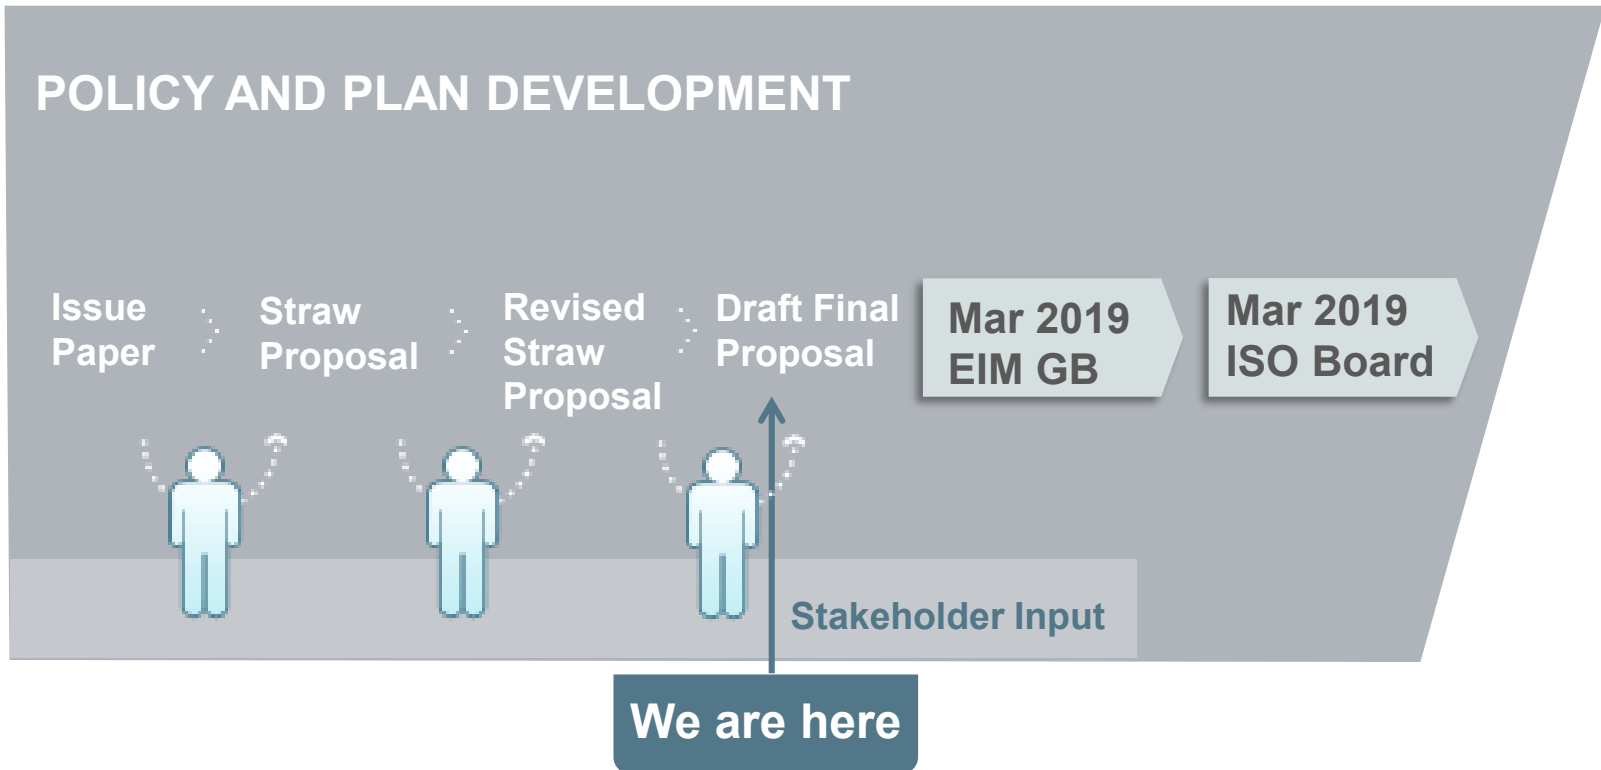 POLICY AND PLAN DEVELOPMENT
Issue
Paper
Straw
Proposal
Revised
Straw
Proposal
Draft Final
Proposal
Mar 2019
EIM GB
Mar 2019
ISO Board
Stakeholder Input
We are here